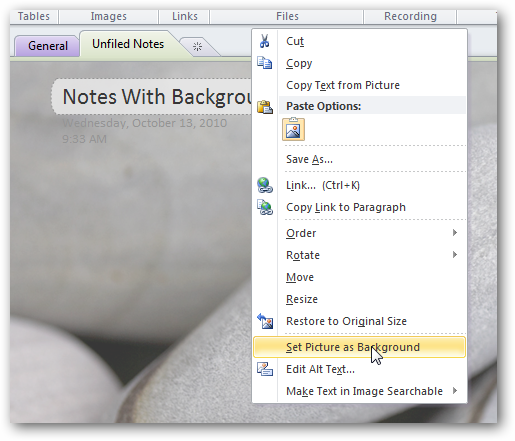 Tables Images Links Files Recording
General Unfiled Notes
Notes With
Wednesday, October 13, 2010
9:33 AM
Cut
Copy
Copy Text from Picture
Paste Options:
Save As...
Link... (Ctrl+K)
Copy Link to Paragraph
Order
Rotate
Move
Resize
Restore to Original Size
Set Picture as Background
Edit Alt Text...
Make Text in Image Searchable